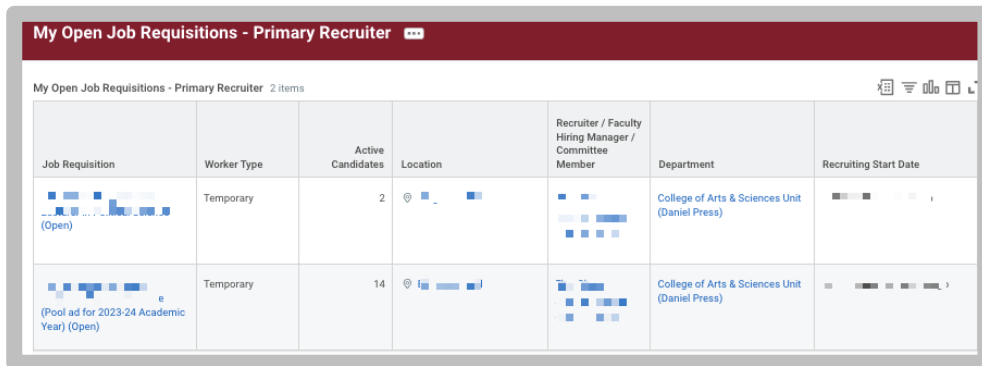 My Open Job Requisitions - Primary Recruiter
My Open Job Requisitions - Primary Recruiter 2 items
Job Requisition
Worker Type
Active
Candidates
Location
Recruiter / Faculty
Hiring Manager /
Committee
Member
Department
Recruiting Start Date
(Open)
Temporary
2
College of Arts & Sciences Unit
(Daniel Press)
(Pool ad for 2023-24 Academic
Year) (Open)
Temporary
14
College of Arts & Sciences Unit
(Daniel Press)